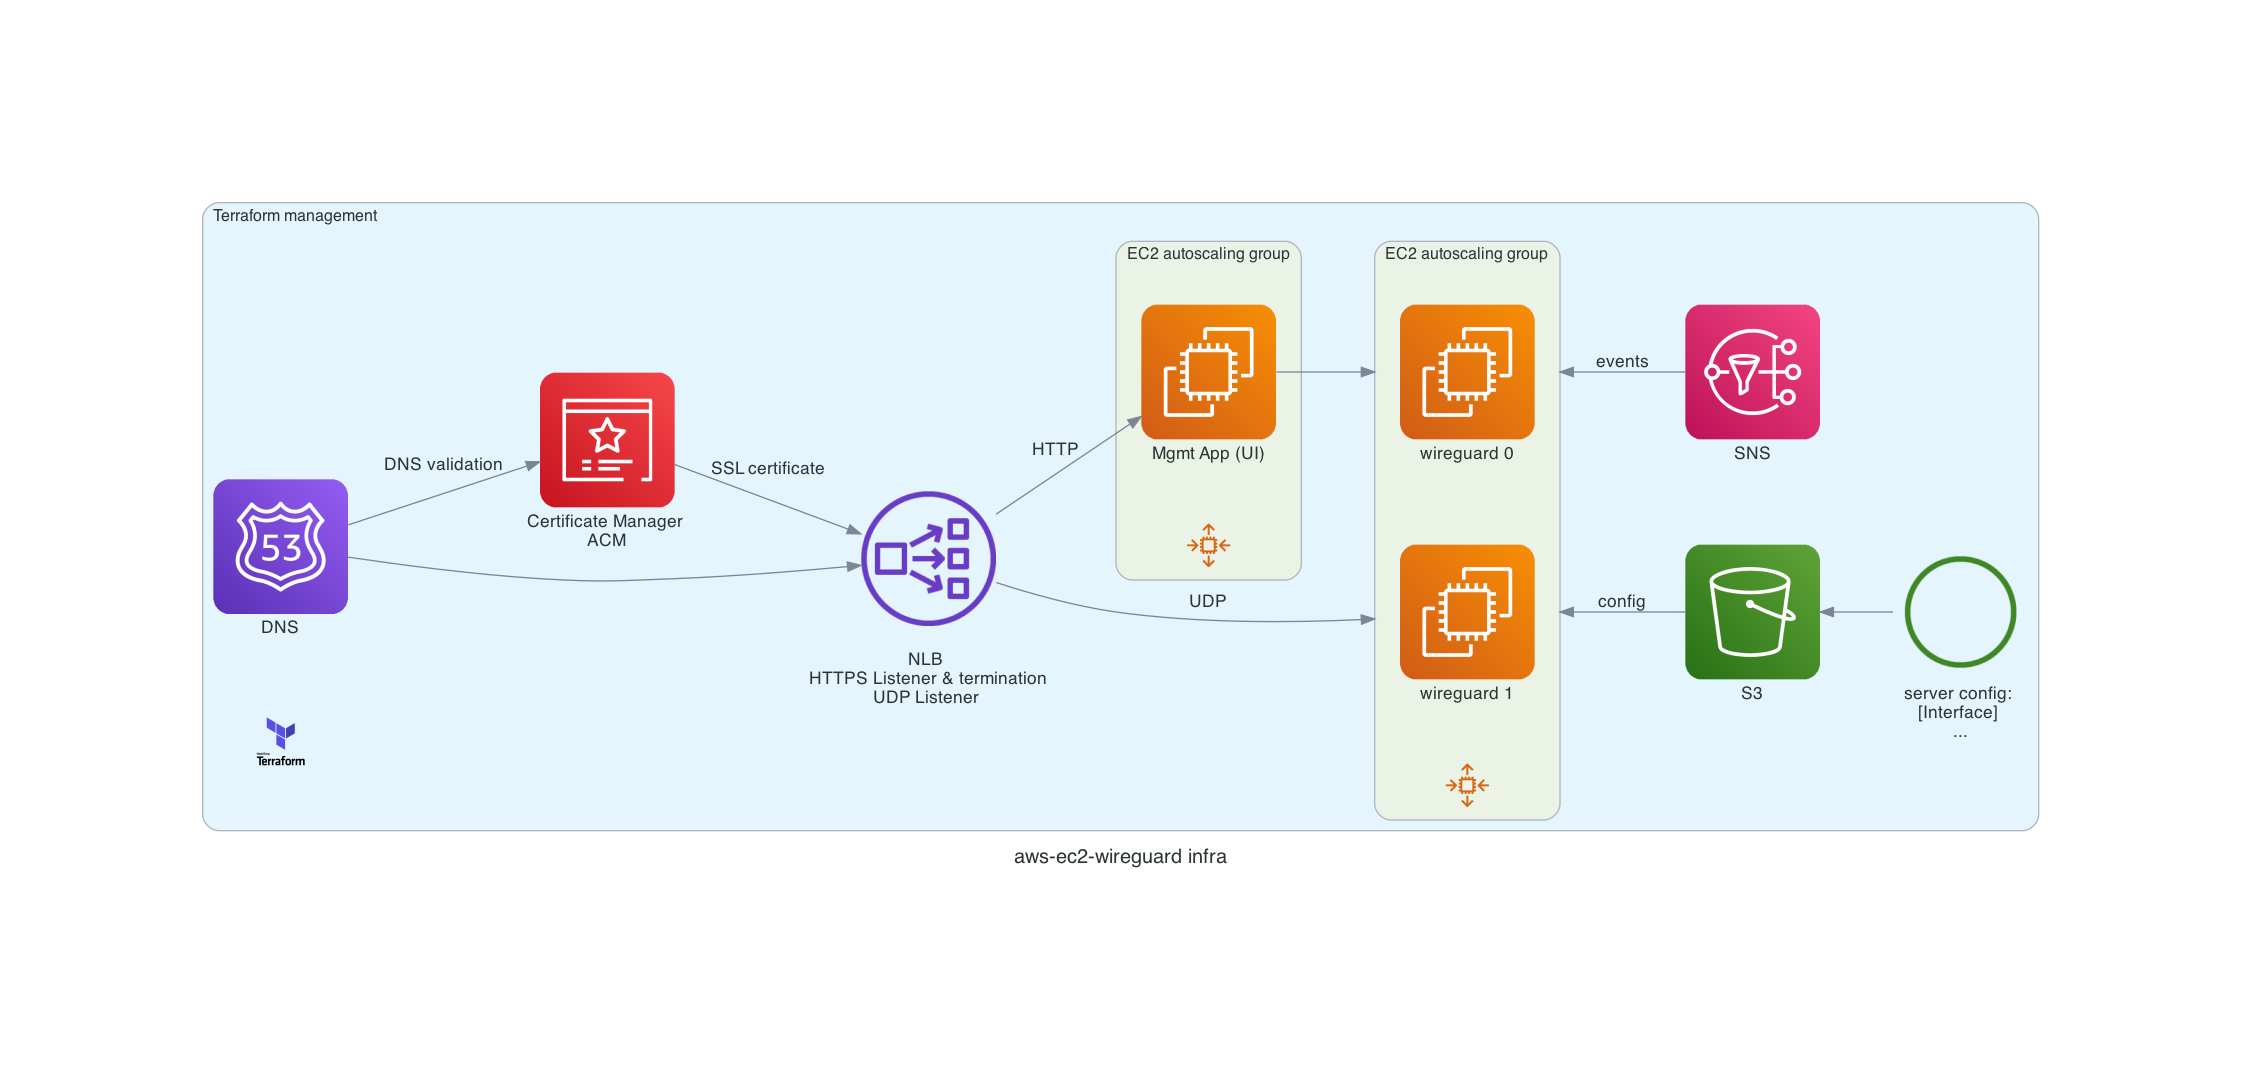 Terraform management
EC2 autoscaling group
EC2 autoscaling group
Mgmt App (UI)
wireguard 0
events
SNS
HTTP
DNS validation
SSL certificate
Certificate Manager
ACM
53
DNS
UDP
NLB
HTTPS Listener & termination
UDP Listener
wireguard 1
config
S3
server config:
[Interface]
...
Terraform
aws-ec2-wireguard infra